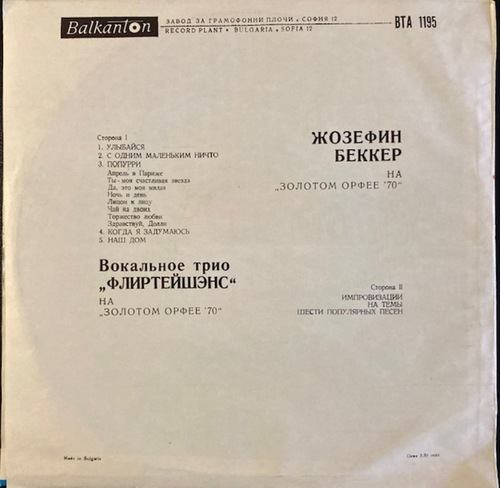 Balkanton
ЗАВОД ЗА ГРАМОФОННИ ПЛОЧИ • СОФИЯ 12
RECORD PLANT • BULGARIA • SOFIA 12
ВТА 1195
Сторона I
1. УЛЫБАЙСЯ
2. С ОДНИМ МАЛЕНЬКИМ НИЧТО
3. ПОПУРРИ
Апрель в Париже
Ты - моя счастливая звезда
Да, это моя милая
Ночь и день
Лицом к лицу
Чай на двоих
Торжество любви
Здравствуй, Долли
4. КОГДА Я ЗАДУМАЮСЬ
5. НАШ ДОМ
ЖОЗЕФИН
БЕККЕР
НА
„ЗОЛОТОМ ОРФЕЕ '70“
Вокальное трио
„ФЛИРТЕЙШЭНС“
НА
„ЗОЛОТОМ ОРФЕЕ '70“
Сторона II
ИМПРОВИЗАЦИИ
НА ТЕМЫ
ШЕСТИ ПОПУЛЯРНЫХ ПЕСЕН
Made in Bulgaria
Цена